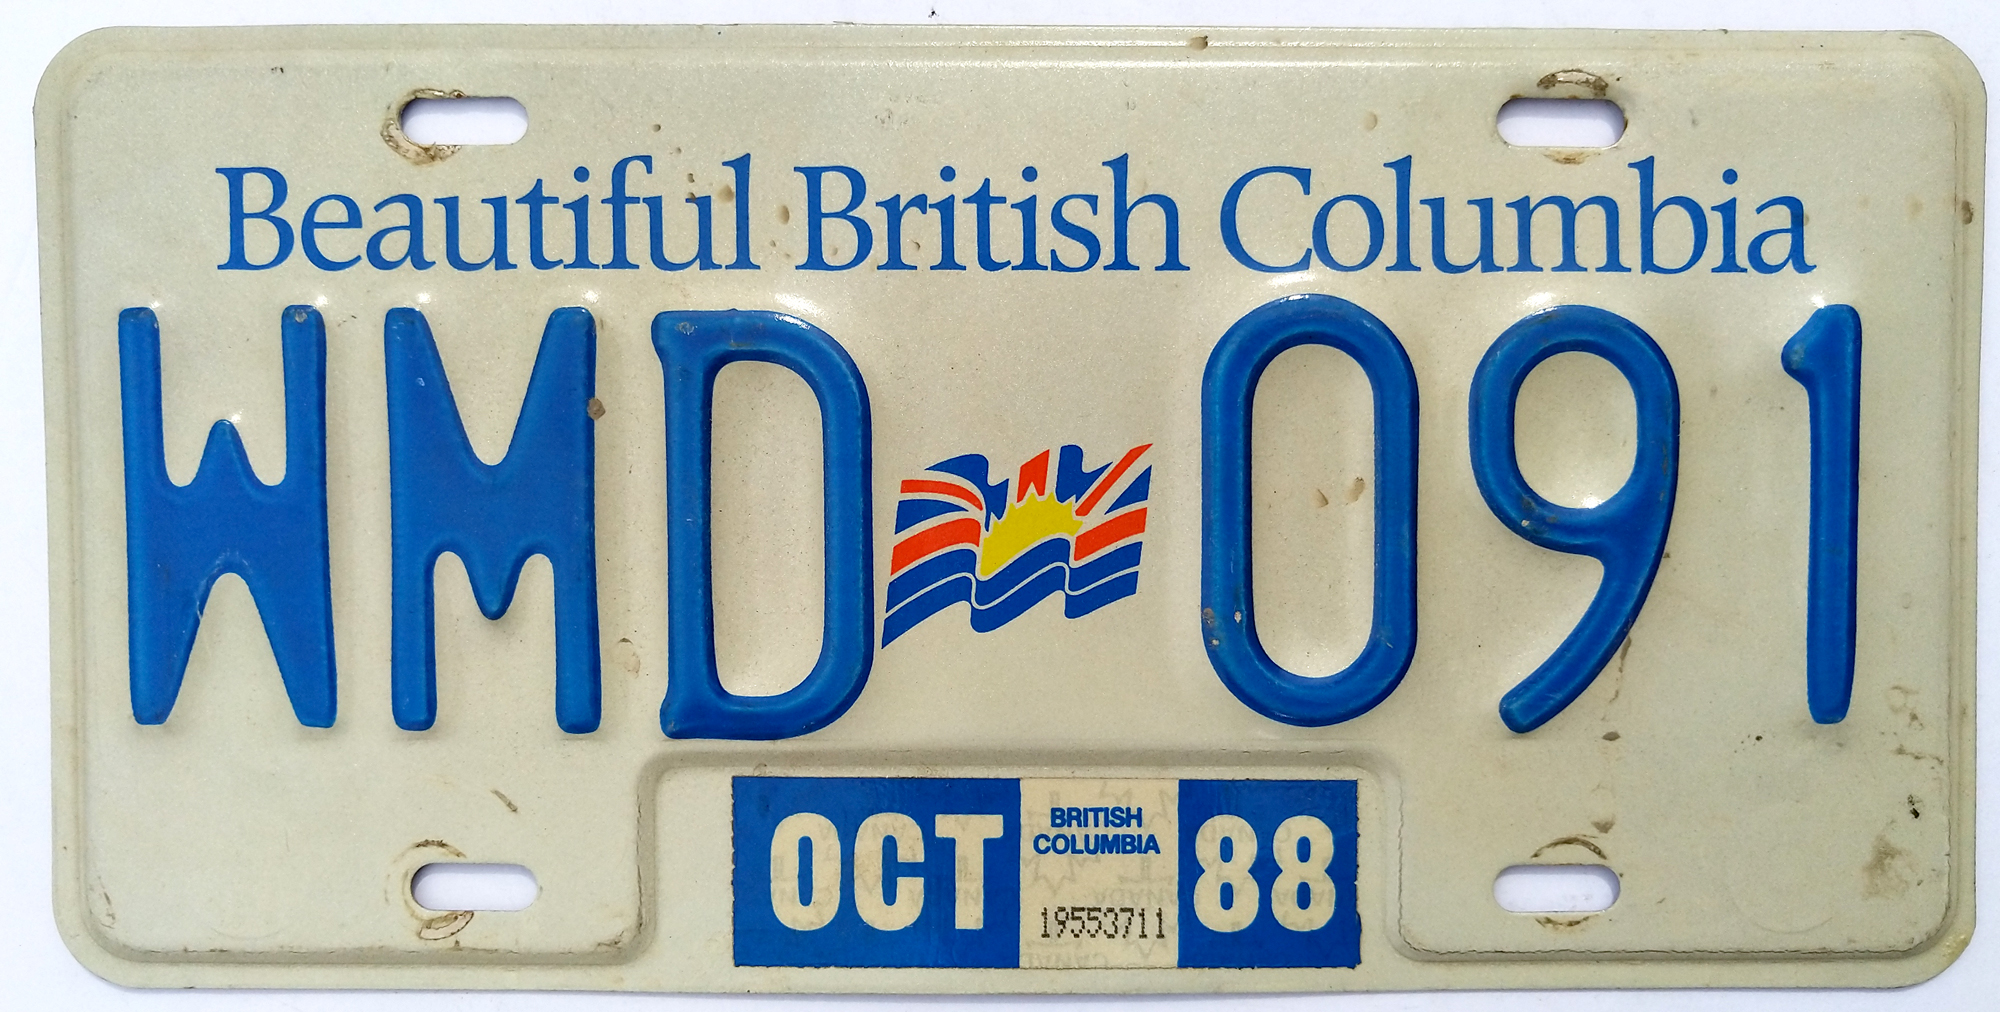 Beautiful British Columbia
WMD 091
OCT BRITISH COLUMBIA 88
19553711